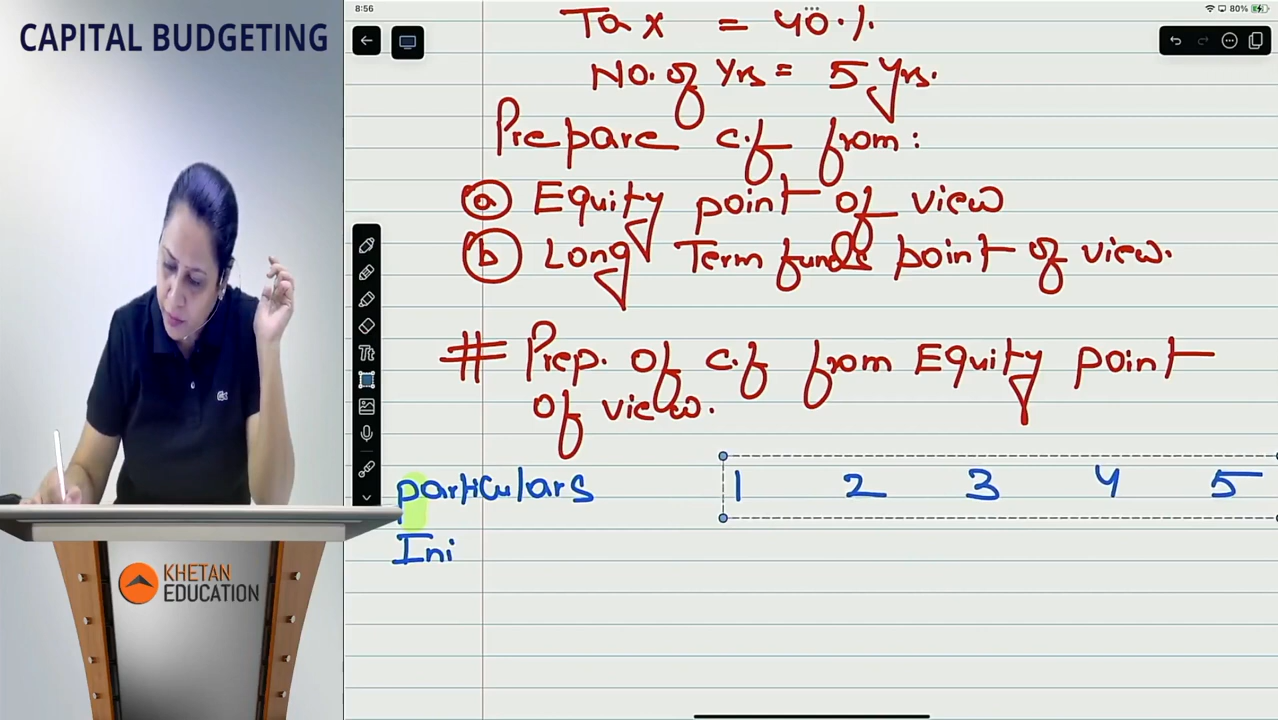 CAPITAL BUDGETING
8:56
80%
Tax = 40%.
No. of Yrs = 5 Yrs.
Prepare c.f from:
a Equity point of view
b Long Term funds point of view.
# Prep. of c.f from Equity point
of view.
Particulars 1 2 3 4 5
Ini
Tt
KHETAN
EDUCATION